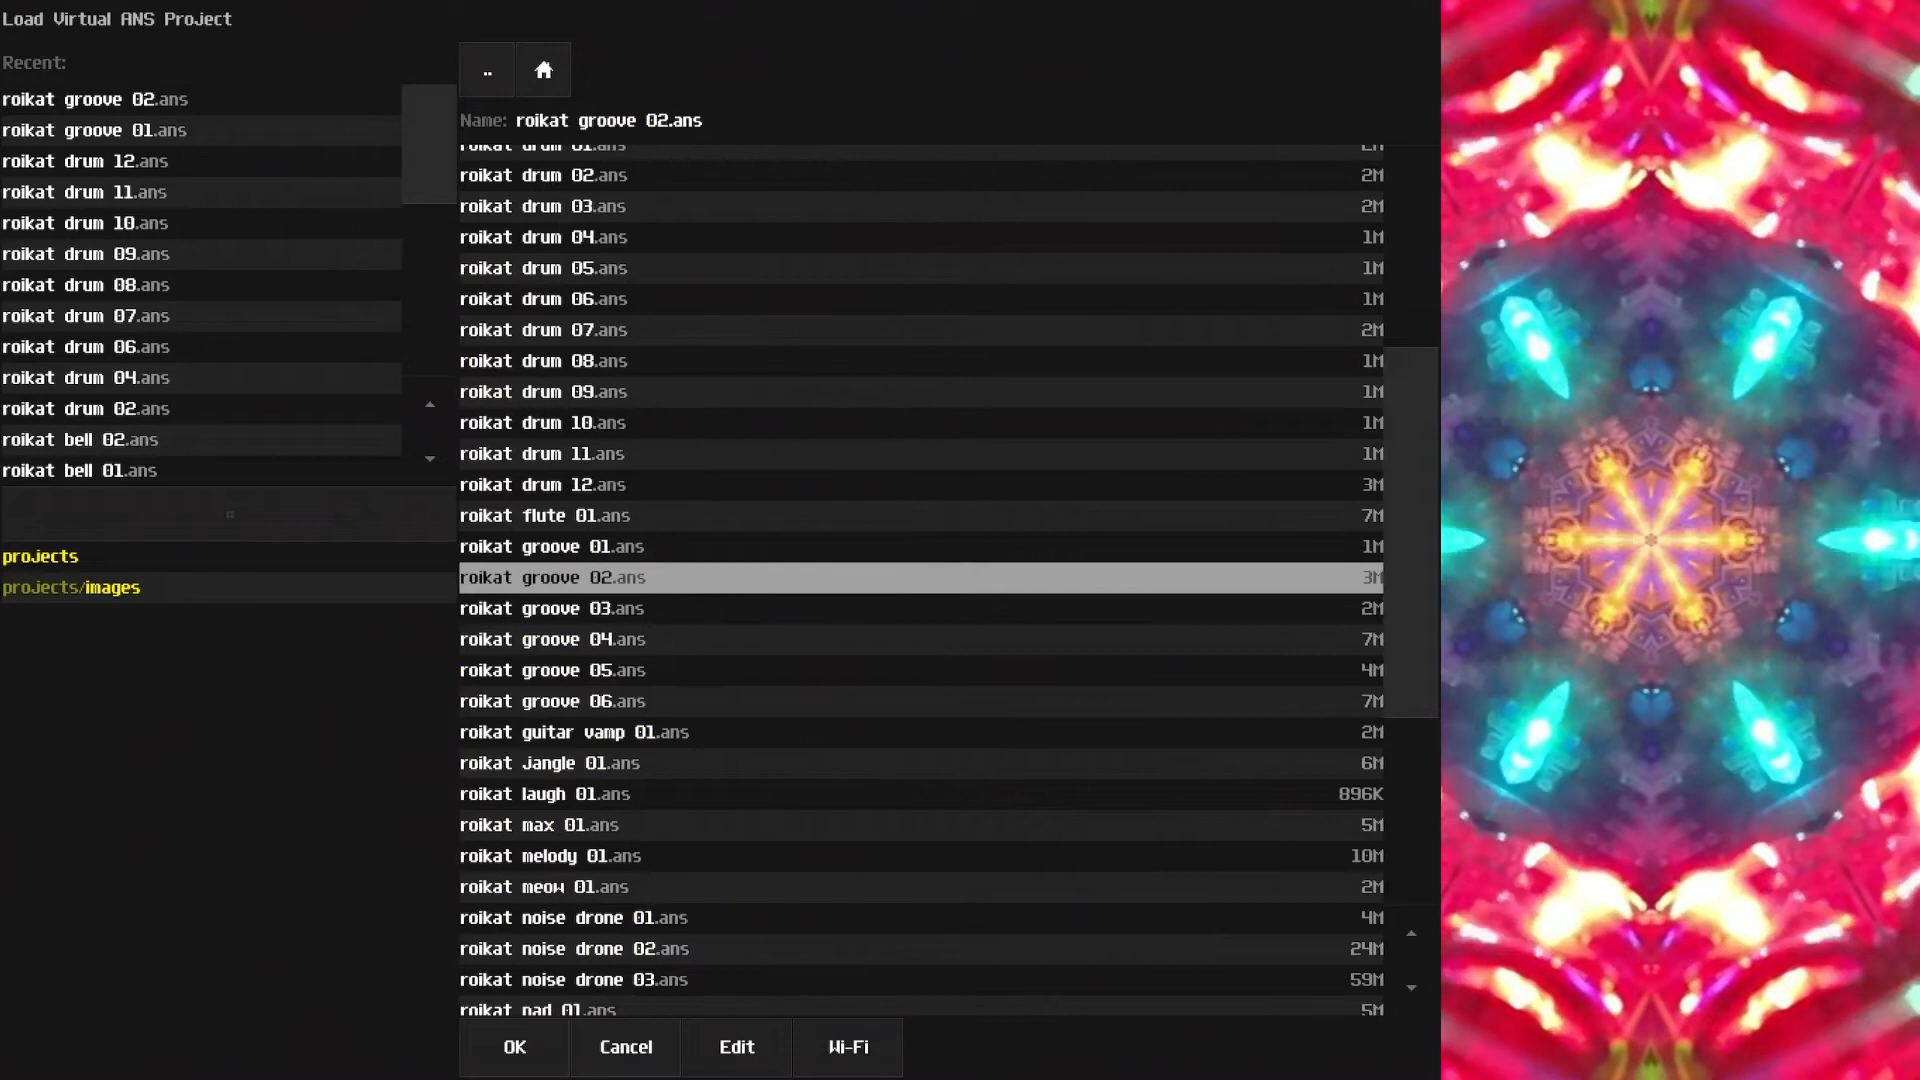 Load Virtual ANS Project
Recent:
roikat groove 02.ans
roikat groove 01.ans
roikat drum 12.ans
roikat drum 11.ans
roikat drum 10.ans
roikat drum 09.ans
roikat drum 08.ans
roikat drum 07.ans
roikat drum 06.ans
roikat drum 04.ans
roikat drum 02.ans
roikat bell 02.ans
roikat bell 01.ans
projects
projects/images
..
Name: roikat groove 02.ans
roikat drum 01.ans 2M
roikat drum 02.ans 2M
roikat drum 03.ans 2M
roikat drum 04.ans 1M
roikat drum 05.ans 1M
roikat drum 06.ans 1M
roikat drum 07.ans 2M
roikat drum 08.ans 1M
roikat drum 09.ans 1M
roikat drum 10.ans 1M
roikat drum 11.ans 1M
roikat drum 12.ans 3M
roikat flute 01.ans 7M
roikat groove 01.ans 1M
roikat groove 02.ans 3M
roikat groove 03.ans 2M
roikat groove 04.ans 7M
roikat groove 05.ans 4M
roikat groove 06.ans 7M
roikat guitar vamp 01.ans 2M
roikat jangle 01.ans 6M
roikat laugh 01.ans 896K
roikat max 01.ans 5M
roikat melody 01.ans 10M
roikat meow 01.ans 2M
roikat noise drone 01.ans 4M
roikat noise drone 02.ans 24M
roikat noise drone 03.ans 59M
roikat pad 01.ans 5M
OK Cancel Edit Wi-Fi